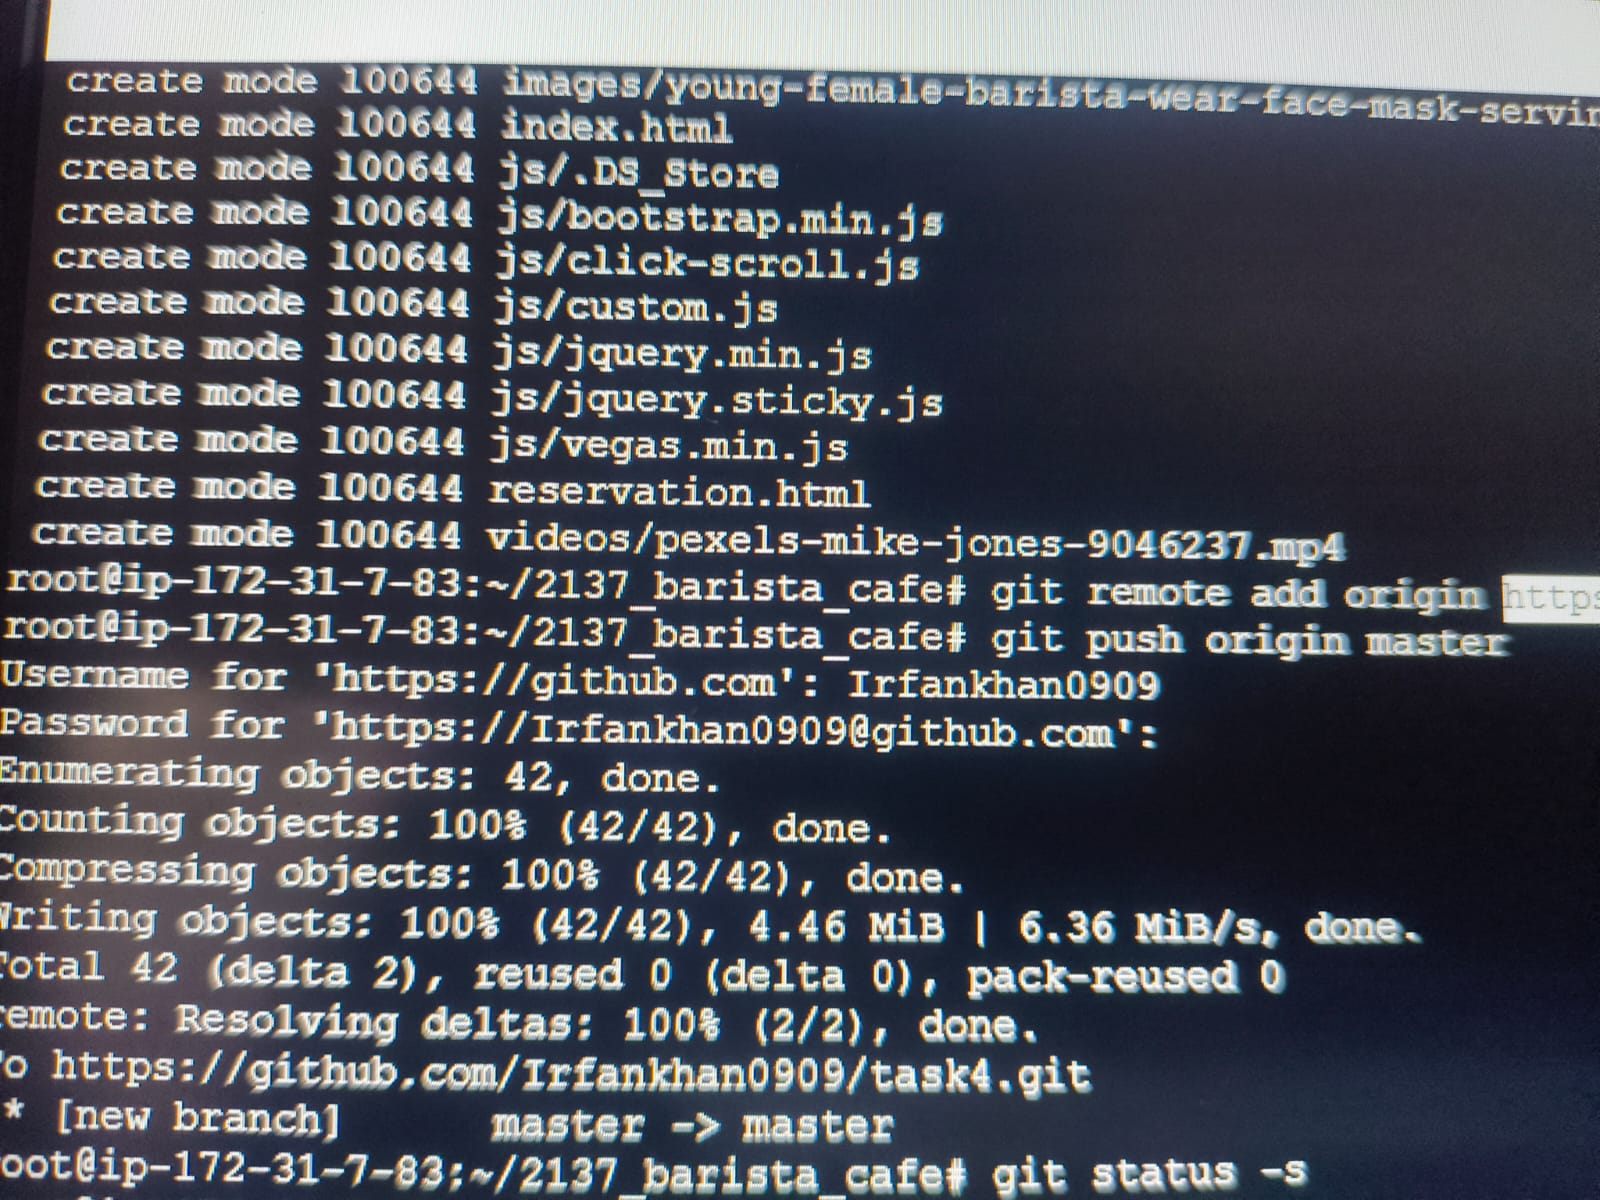 create mode 100644 images/young-female-barista-wear-face-mask-servin
create mode 100644 index.html
create mode 100644 js/.DS_Store
create mode 100644 js/bootstrap.min.js
create mode 100644 js/click-scroll.js
create mode 100644 js/custom.js
create mode 100644 js/jquery.min.js
create mode 100644 js/jquery.sticky.js
create mode 100644 js/vegas.min.js
create mode 100644 reservation.html
create mode 100644 videos/pexels-mike-jones-9046237.mp4
root@ip-172-31-7-83:~/2137_barista_cafe# git remote add origin https
root@ip-172-31-7-83:~/2137_barista_cafe# git push origin master
Username for 'https://github.com': Irfankhan0909
Password for 'https://Irfankhan0909@github.com':
Enumerating objects: 42, done.
Counting objects: 100% (42/42), done.
Compressing objects: 100% (42/42), done.
Writing objects: 100% (42/42), 4.46 MiB | 6.36 MiB/s, done.
Total 42 (delta 2), reused 0 (delta 0), pack-reused 0
remote: Resolving deltas: 100% (2/2), done.
To https://github.com/Irfankhan0909/task4.git
* [new branch] master -> master
oot@ip-172-31-7-83:~/2137_barista_cafe# git status -s